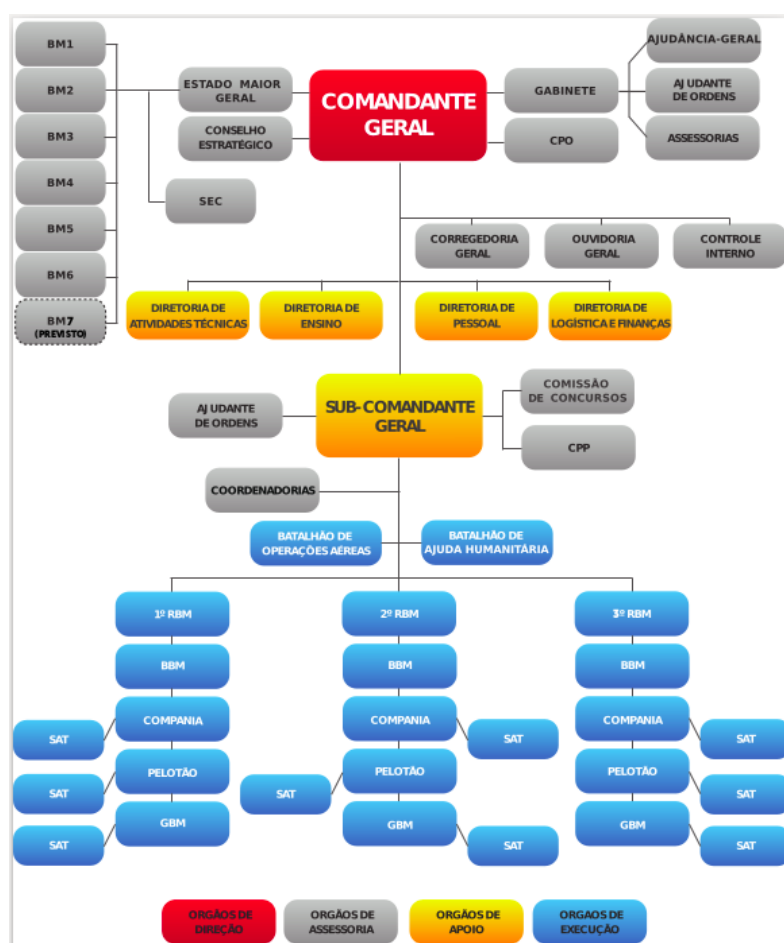 BM1
BM2
BM3
BM4
BM5
BM6
BM7
(PREVISTO)
ESTADO MAIOR
GERAL
CONSELHO
ESTRATÉGICO
SEC
COMANDANTE
GERAL
GABINETE
CPO
AJUDÂNCIA-GERAL
AJUDANTE
DE ORDENS
ASSESSORIAS
CORREGEDORIA
GERAL
OUVIDORIA
GERAL
CONTROLE
INTERNO
DIRETORIA DE
ATIVIDADES TÉCNICAS
DIRETORIA DE
ENSINO
DIRETORIA DE
PESSOAL
DIRETORIA DE
LOGÍSTICA E FINANÇAS
AJUDANTE
DE ORDENS
SUB-COMANDANTE
GERAL
COMISSÃO
DE CONCURSOS
CPP
COORDENADORIAS
BATALHÃO DE
OPERAÇÕES AÉREAS
BATALHÃO DE
AJUDA HUMANITÁRIA
1º RBM
BBM
COMPANIA
SAT
PELOTÃO
SAT
GBM
SAT
2º RBM
BBM
COMPANIA
SAT
PELOTÃO
SAT
GBM
SAT
3º RBM
BBM
COMPANIA
SAT
PELOTÃO
SAT
GBM
SAT
ORGÃOS DE
DIREÇÃO
ORGÃOS DE
ASSESSORIA
ORGÃOS DE
APOIO
ORGAOS DE
EXECUÇÃO